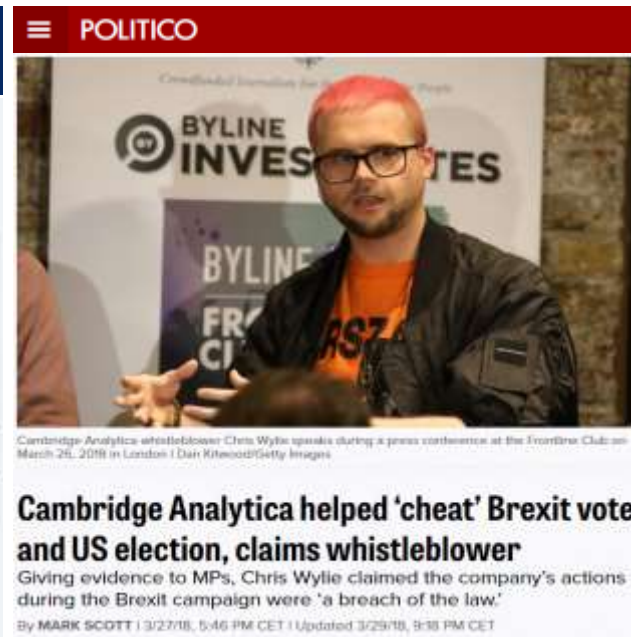 POLITICO
BYLINE
INVES TES
BYLINE
FR
CL
RSZ
Cambridge Analytica whistleblower Chris Wylie speaks during a press conference at the Frontline Club on
March 26, 2018 in London | Dan Kitwood/Getty Images
Cambridge Analytica helped ‘cheat’ Brexit vote
and US election, claims whistleblower
Giving evidence to MPs, Chris Wylie claimed the company’s actions
during the Brexit campaign were ‘a breach of the law.’
By MARK SCOTT | 3/27/18, 5:46 PM CET | Updated 3/29/18, 9:18 PM CET